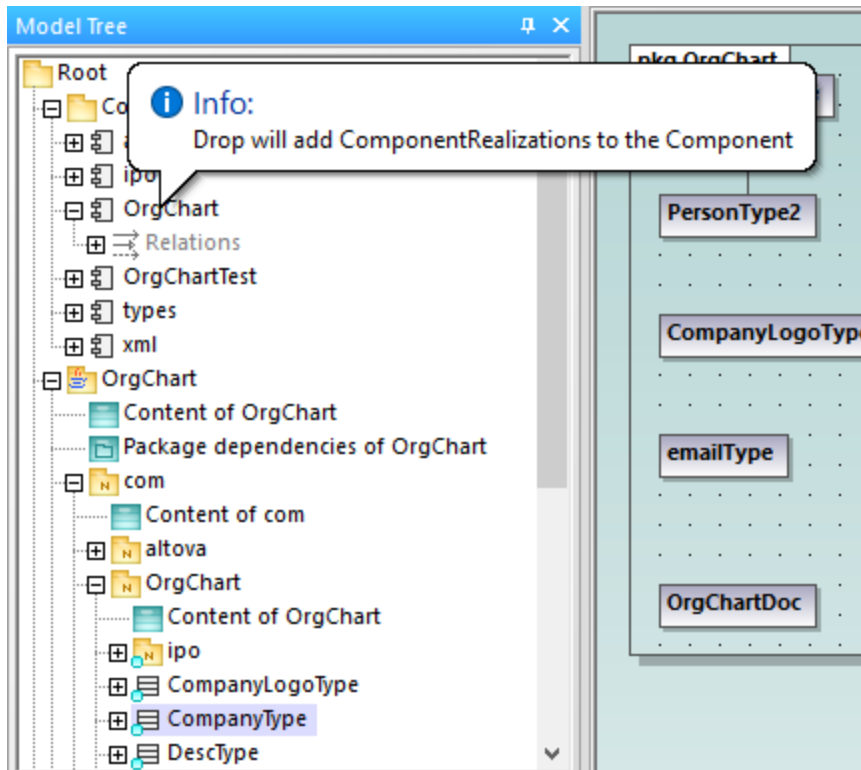 Model Tree
pkg OrgChart
Root
Co
Info:
Drop will add ComponentRealizations to the Component
ipo
OrgChart
Relations
OrgChartTest
types
xml
OrgChart
Content of OrgChart
Package dependencies of OrgChart
com
Content of com
altova
OrgChart
Content of OrgChart
ipo
CompanyLogoType
CompanyType
DescType
PersonType2
CompanyLogoType
emailType
OrgChartDoc